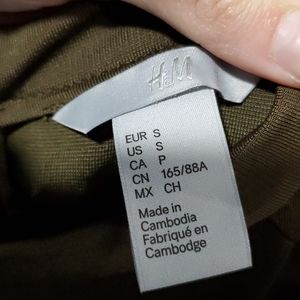 H&M
EUR S
US S
CA P
CN 165/88A
MX CH
Made in
Cambodia
Fabriqué en
Cambodge